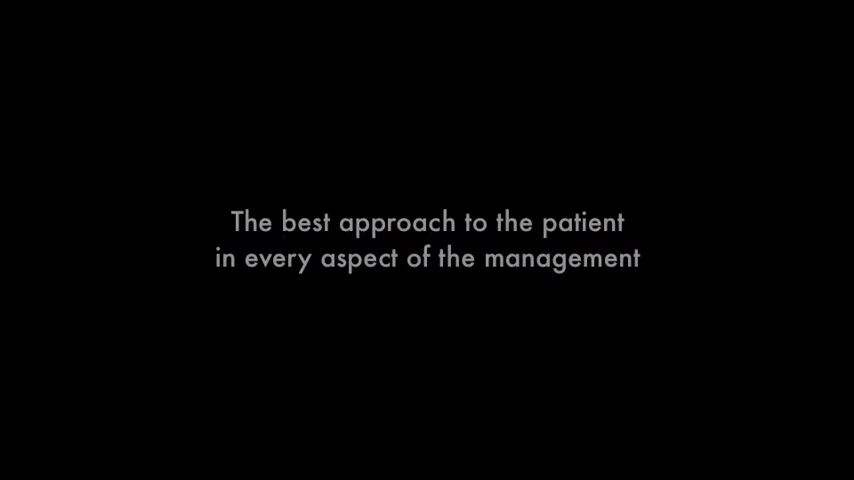 The best approach to the patient
in every aspect of the management